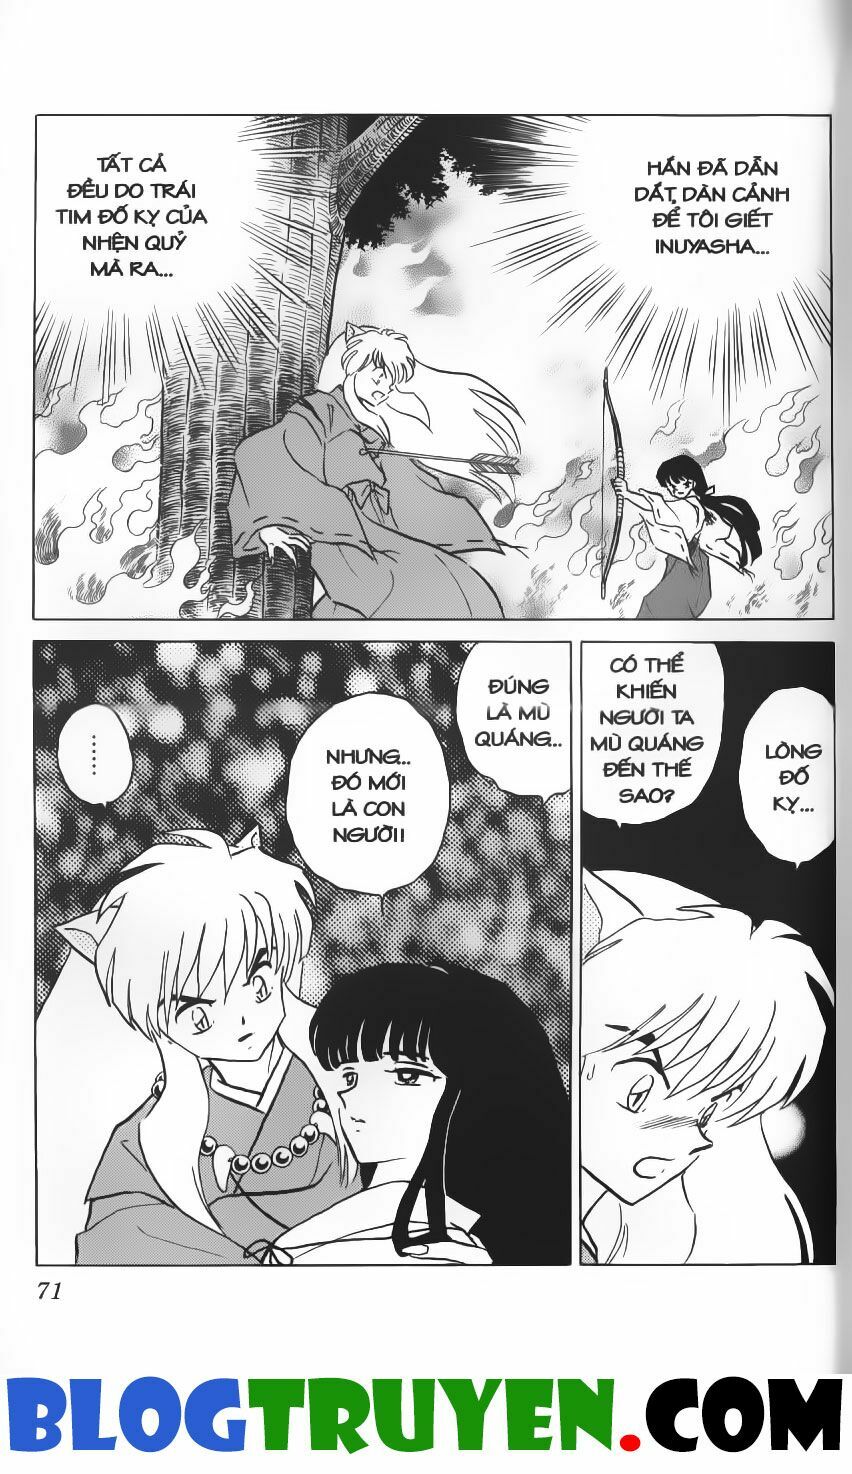 HẮN ĐÃ DẪN
DẮT, DÀN CẢNH
ĐỂ TÔI GIẾT
INUYASHA...
TẤT CẢ
ĐỀU DO TRÁI
TIM ĐỐ KỴ CỦA
NHỆN QUỶ
MÀ RA...
LÒNG
ĐỐ
KỴ...
CÓ THỂ
KHIẾN
NGƯỜI TA
MÙ QUÁNG
ĐẾN THẾ
SAO?
ĐÚNG
LÀ MÙ
QUÁNG...
NHƯNG...
ĐÓ MỚI
LÀ CON
NGƯỜI!
......
71
BLOGTRUYEN.COM